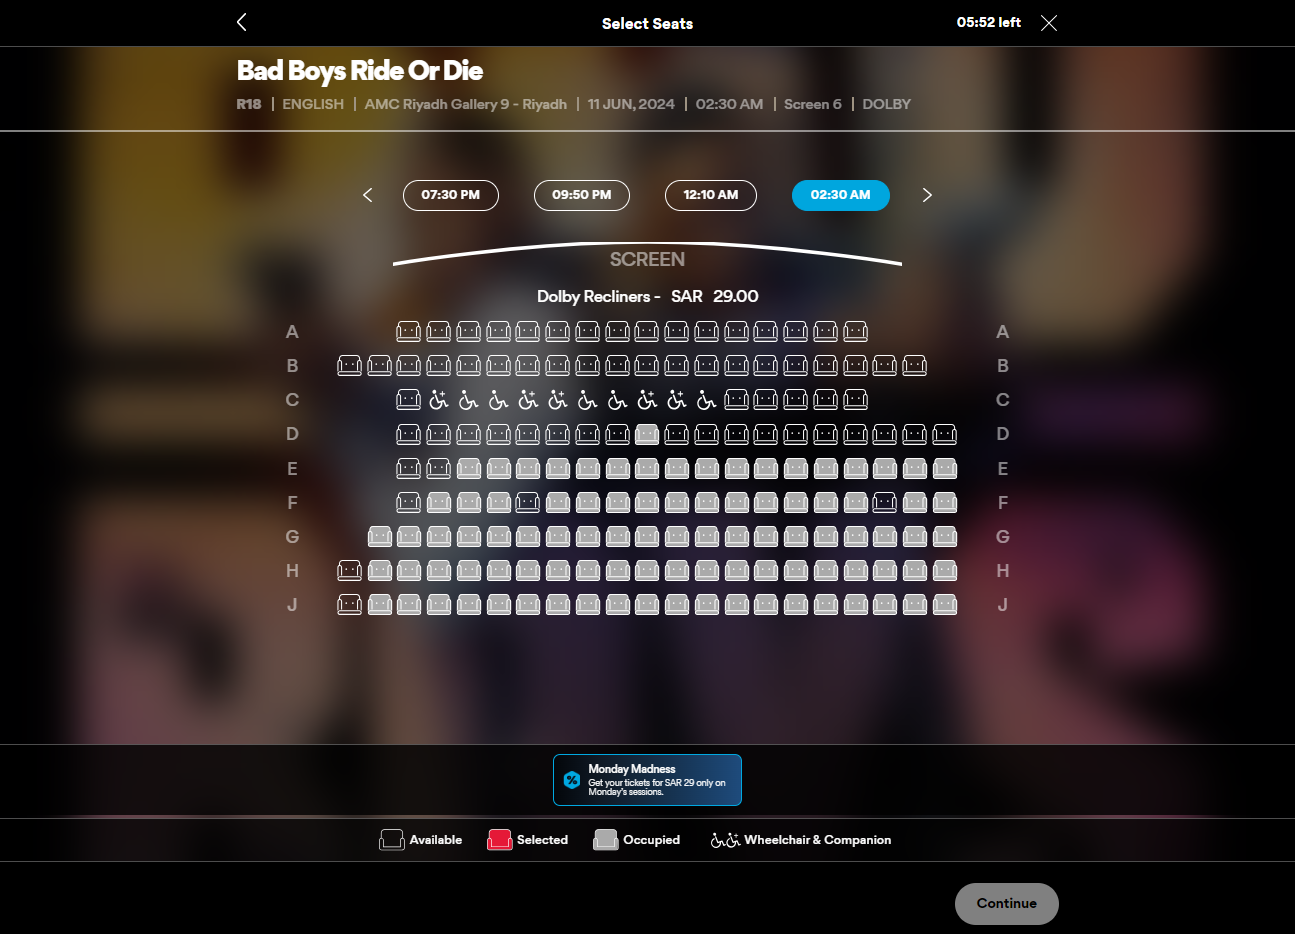 Select Seats
05:52 left
Bad Boys Ride Or Die
R18 | ENGLISH | AMC Riyadh Gallery 9 - Riyadh | 11 JUN, 2024 | 02:30 AM | Screen 6 | DOLBY
07:30 PM
09:50 PM
12:10 AM
02:30 AM
SCREEN
Dolby Recliners - SAR 29.00
A A
B B
C C
D D
E E
F F
G G
H H
J J
Monday Madness
Get your tickets for SAR 29 only on
Monday's sessions.
Available
Selected
Occupied
Wheelchair & Companion
Continue